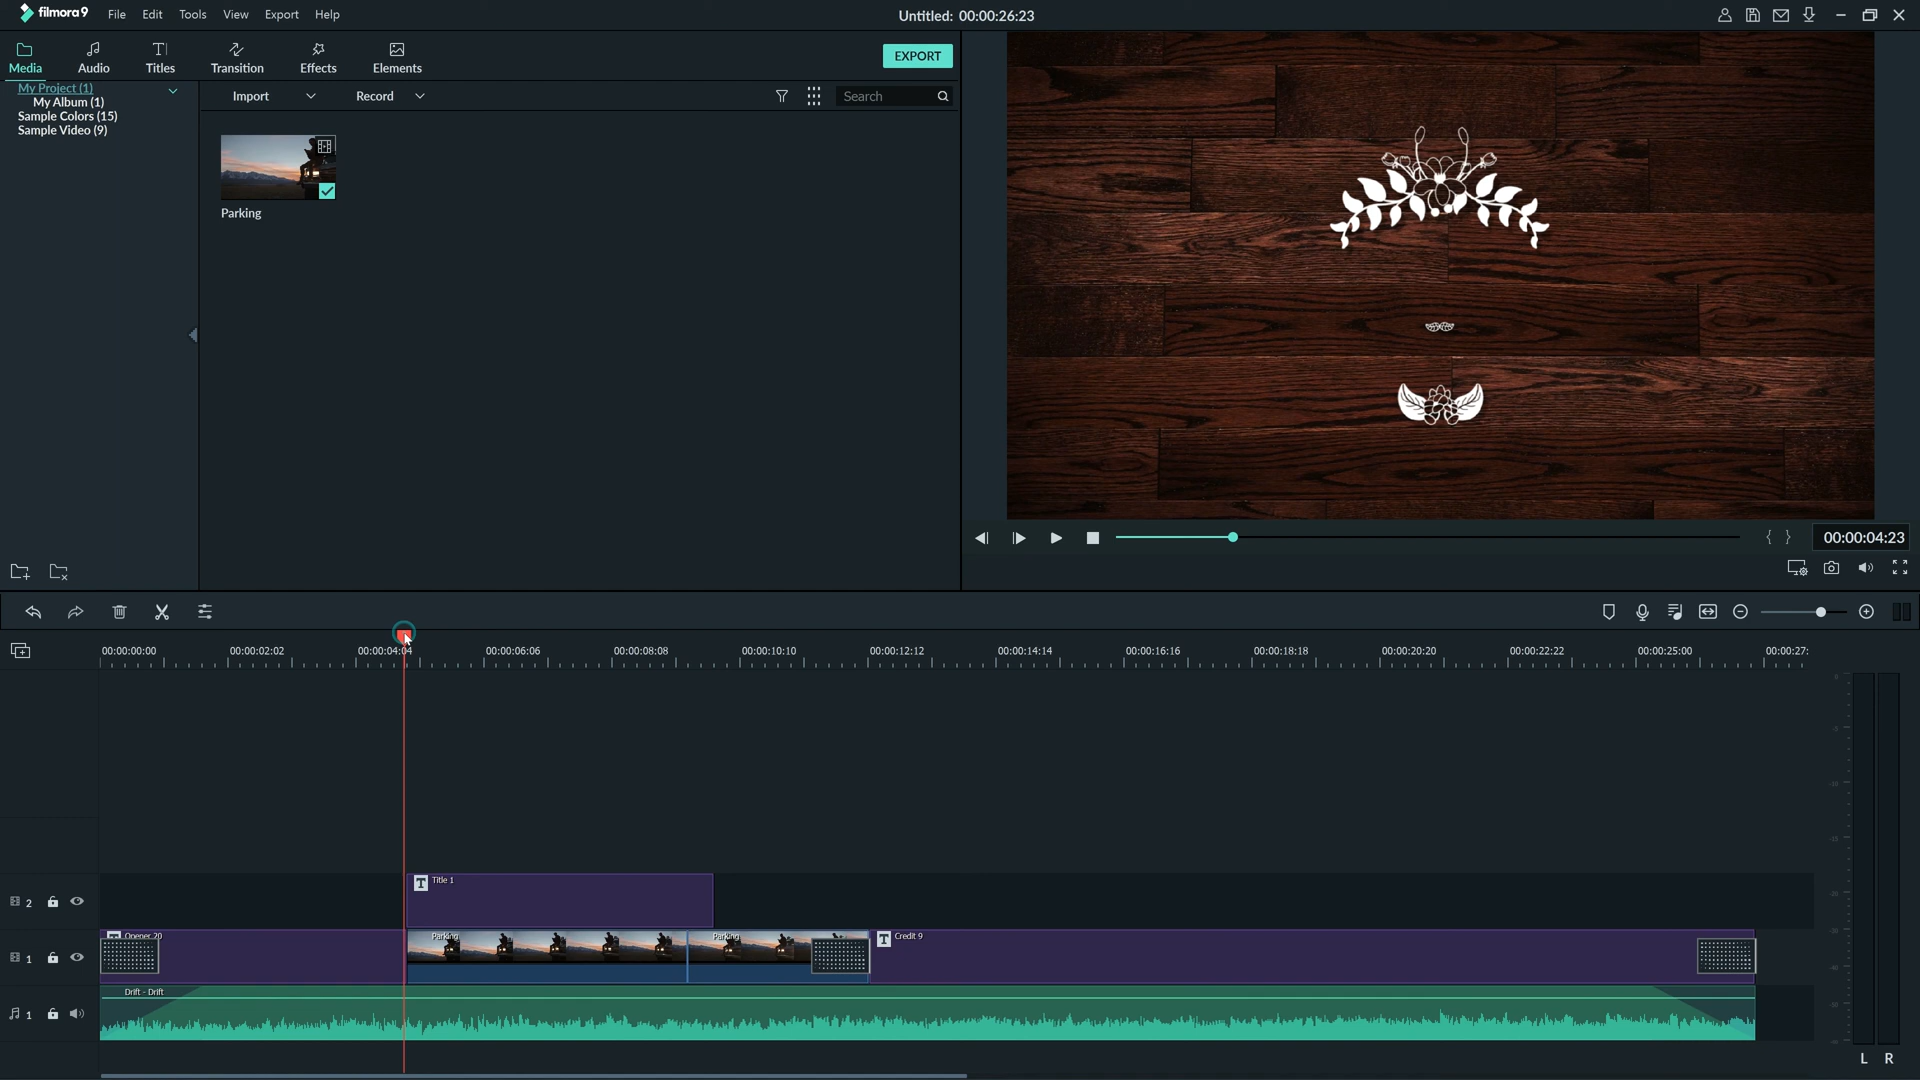 filmora9 File Edit Tools View Export Help Untitled: 00:00:26:23
Media Audio Titles Transition Effects Elements EXPORT
My Project (1)
My Album (1)
Sample Colors (15)
Sample Video (9)
Import Record Search
Parking
{ } 00:00:04:23
00:00:00:00 00:00:02:02 00:00:04:04 00:00:06:06 00:00:08:08 00:00:10:10 00:00:12:12 00:00:14:14 00:00:16:16 00:00:18:18 00:00:20:20 00:00:22:22 00:00:25:00 00:00:27:
T Title 1
2
Opener 20 Parking Parking T Credit 9
1
Drift - Drift
1
L R